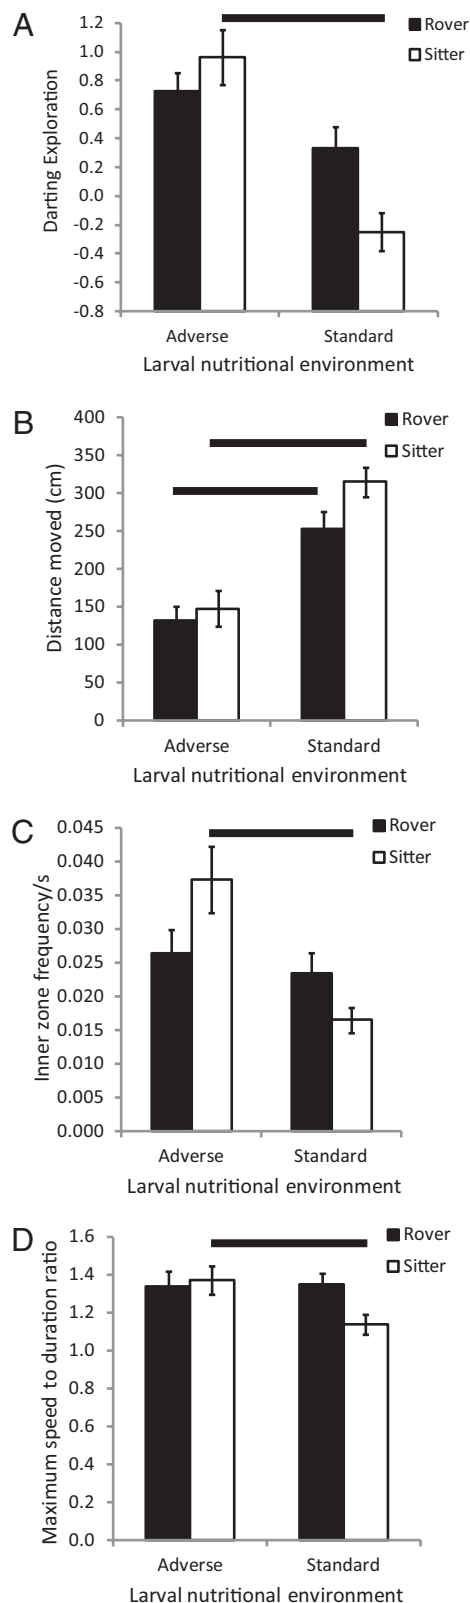 A
Rover
Sitter
Darting Exploration
1.2
1.0
0.8
0.6
0.4
0.2
0.0
-0.2
-0.4
-0.6
-0.8
Adverse
Standard
Larval nutritional environment
B
Rover
Sitter
Distance moved (cm)
400
350
300
250
200
150
100
50
0
Adverse
Standard
Larval nutritional environment
C
Rover
Sitter
Inner zone frequency/s
0.045
0.040
0.035
0.030
0.025
0.020
0.015
0.010
0.005
0.000
Adverse
Standard
Larval nutritional environment
D
Rover
Sitter
Maximum speed to duration ratio
1.6
1.4
1.2
1.0
0.8
0.6
0.4
0.2
0.0
Adverse
Standard
Larval nutritional environment